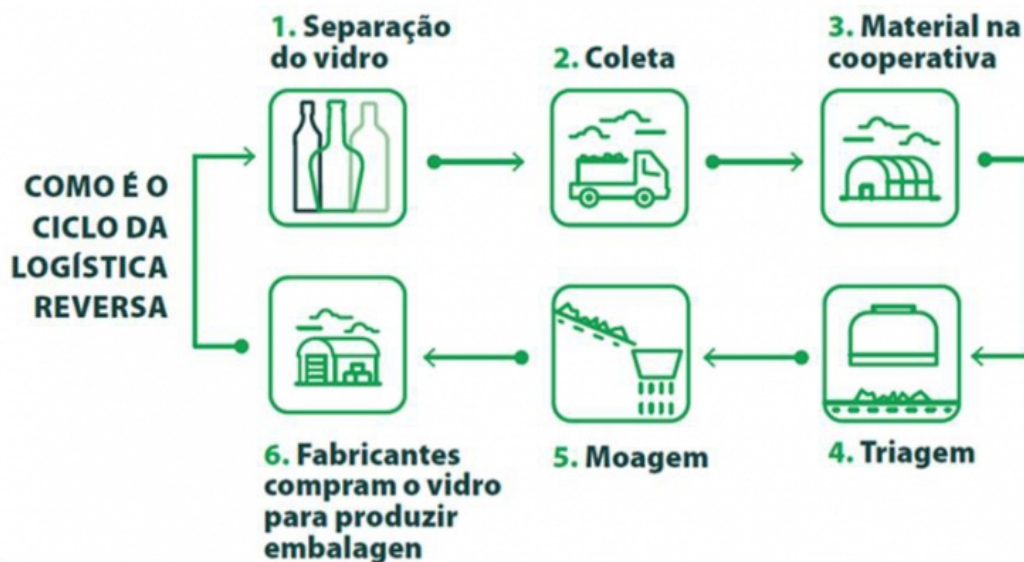 COMO É O
CICLO DA
LOGÍSTICA
REVERSA
1. Separação
do vidro
2. Coleta
3. Material na
cooperativa
4. Triagem
5. Moagem
6. Fabricantes
compram o vidro
para produzir
embalagen